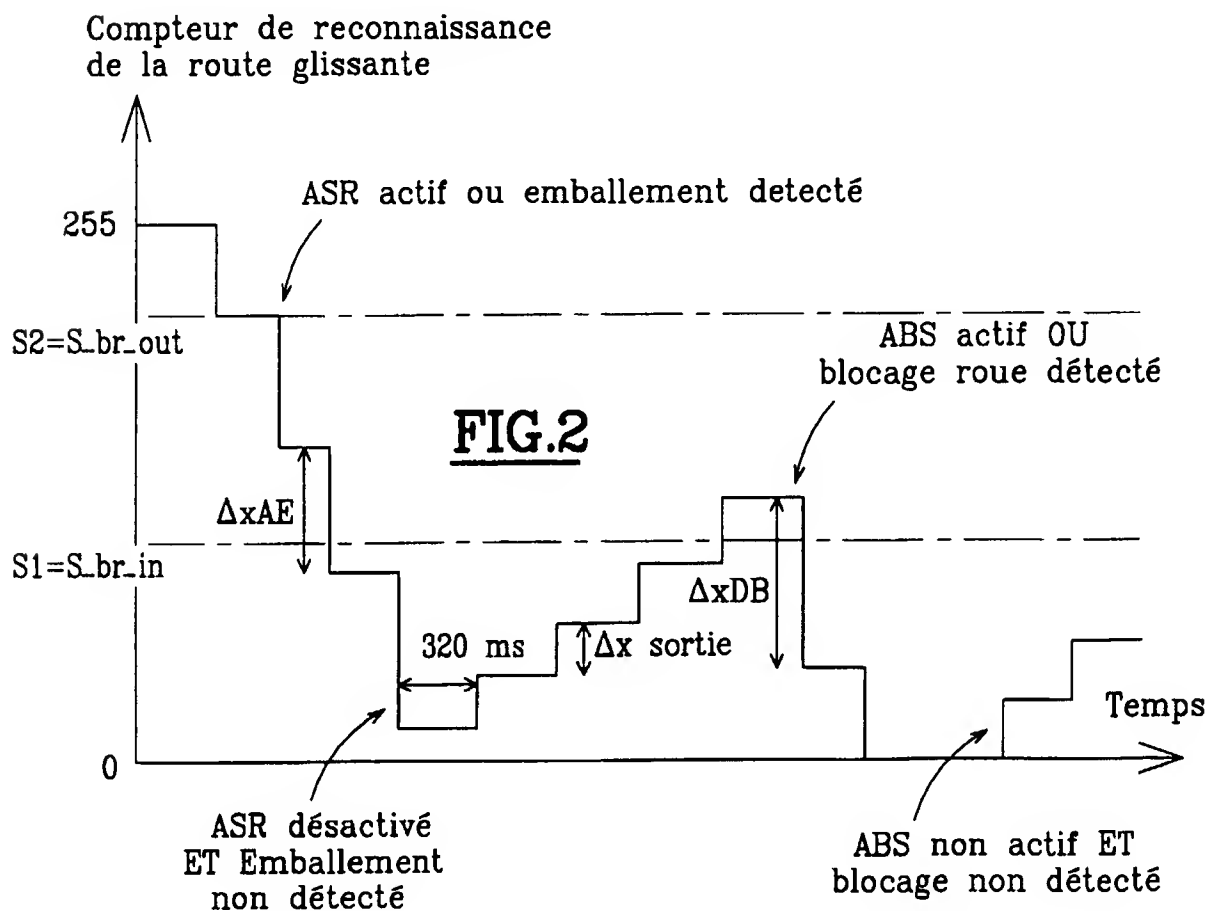 Compteur de reconnaissance
de la route glissante
ASR actif ou emballement detecté
255
S2=S_br_out
ABS actif OU
blocage roue détecté
FIG.2
ΔxAE
S1=S_br_in
ΔxDB
320 ms
Δx sortie
Temps
0
ASR désactivé
ET Emballement
non détecté
ABS non actif ET
blocage non détecté